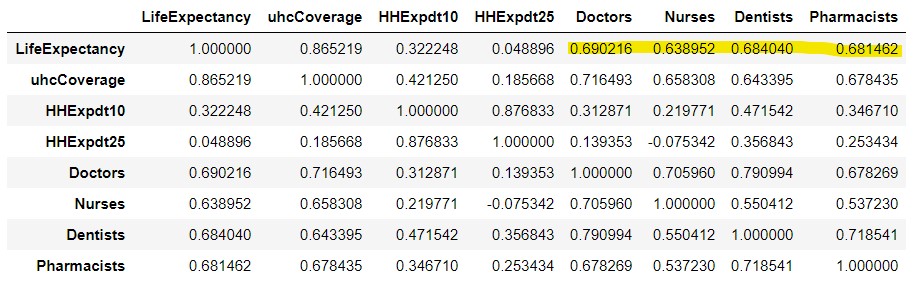 LifeExpectancy uhcCoverage HHExpdt10 HHExpdt25 Doctors Nurses Dentists Pharmacists
LifeExpectancy 1.000000 0.865219 0.322248 0.048896 0.690216 0.638952 0.684040 0.681462
uhcCoverage 0.865219 1.000000 0.421250 0.185668 0.716493 0.658308 0.643395 0.678435
HHExpdt10 0.322248 0.421250 1.000000 0.876833 0.312871 0.219771 0.471542 0.346710
HHExpdt25 0.048896 0.185668 0.876833 1.000000 0.139353 -0.075342 0.356843 0.253434
Doctors 0.690216 0.716493 0.312871 0.139353 1.000000 0.705960 0.790994 0.678269
Nurses 0.638952 0.658308 0.219771 -0.075342 0.705960 1.000000 0.550412 0.537230
Dentists 0.684040 0.643395 0.471542 0.356843 0.790994 0.550412 1.000000 0.718541
Pharmacists 0.681462 0.678435 0.346710 0.253434 0.678269 0.537230 0.718541 1.000000